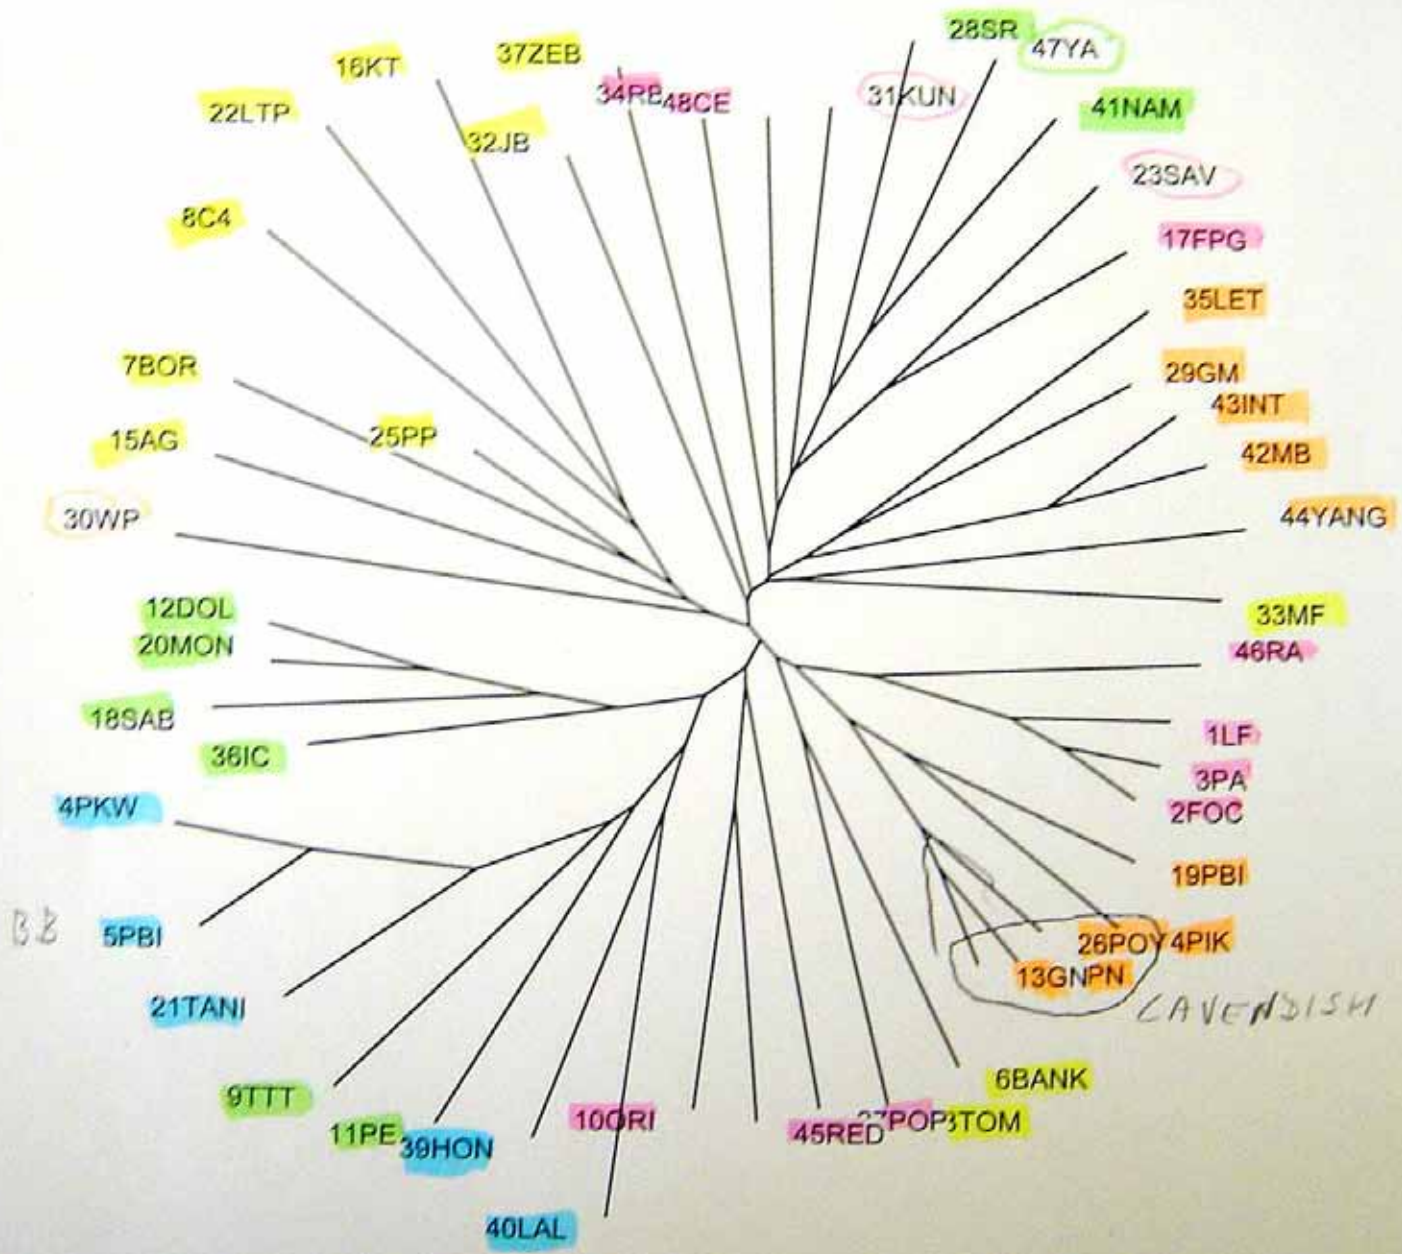 28SR
47YA
37ZEB
16KT
34RB
48CE
31KUN
22LTP
41NAM
32JB
23SAV
8C4
17FPG
35LET
7BOR
29GM
43INT
15AG
25PP
42MB
30WP
44YANG
12DOL
33MF
20MON
46RA
18SAB
1LF
36IC
3PA
4PKW
2FOC
19PBI
BB
5PBI
26POY
4PIK
13GNPN
21TANI
CAVENDISH
6BANK
9TTT
10ORI
POP
TOM
11PE
45RED
39HON
40LAL